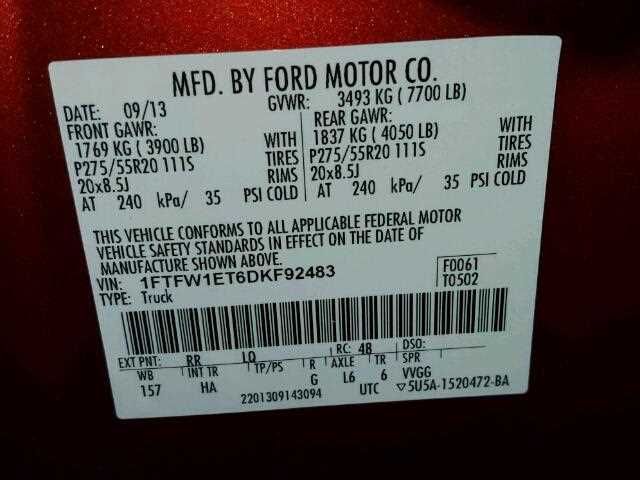 MFD. BY FORD MOTOR CO.
DATE: 09/13 GVWR: 3493 KG ( 7700 LB)
FRONT GAWR: REAR GAWR:
1769 KG ( 3900 LB) WITH 1837 KG ( 4050 LB) WITH
P275/55R20 111S TIRES P275/55R20 111S TIRES
20x8.5J RIMS 20x8.5J RIMS
AT 240 kPa/ 35 PSI COLD AT 240 kPa/ 35 PSI COLD
THIS VEHICLE CONFORMS TO ALL APPLICABLE FEDERAL MOTOR
VEHICLE SAFETY STANDARDS IN EFFECT ON THE DATE OF
MANUFACTURE SHOWN ABOVE.
VIN: 1FTFW1ET6DKF92483 F0061
TYPE: Truck T0502
EXT PNT: RR LQ RC: 4B DSO:
WB INT TR TP/PS R AXLE TR SPR
157 HA G L6 6 VVGG
2201309143094 UTC ▽5U5A-1520472-BA